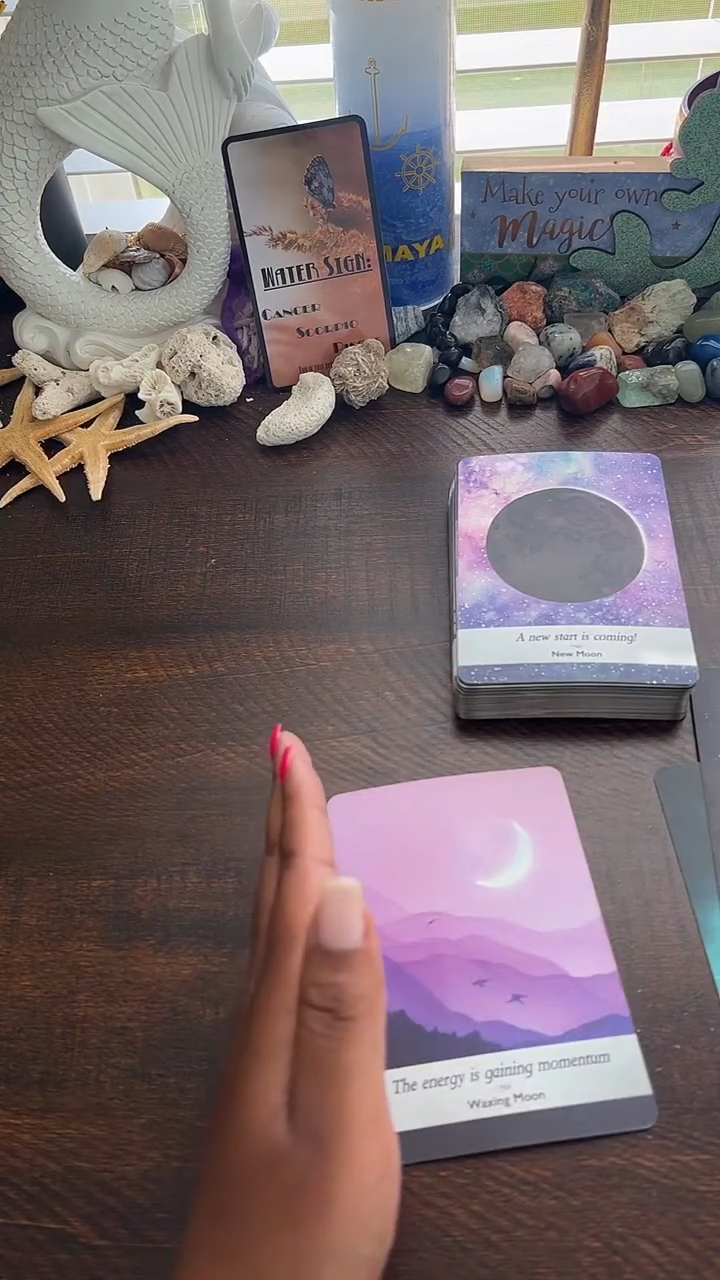 Make your own
Magic
MAYA
WATER SIGN:
CANCER
SCORPIO
A new start is coming!
New Moon
The energy is gaining momentum
Waxing Moon